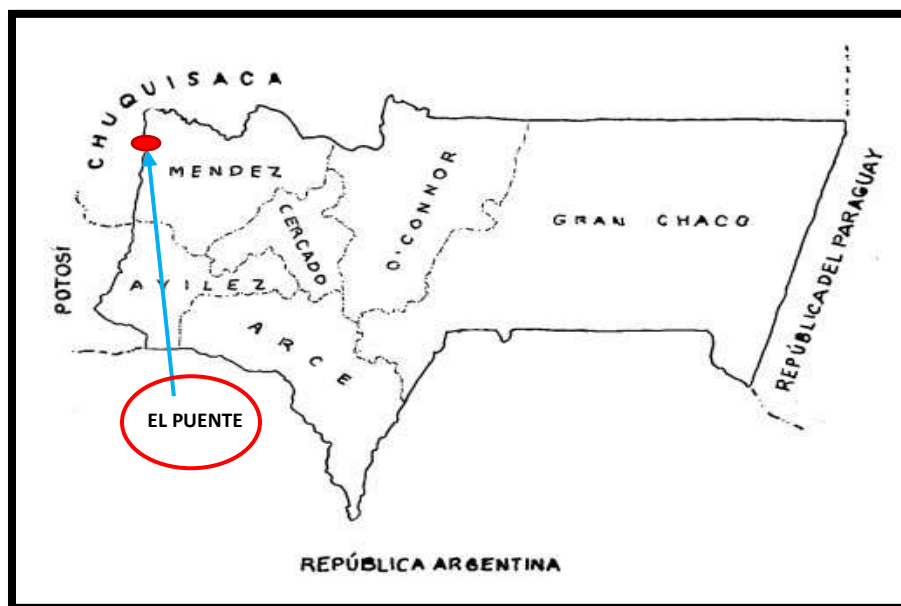 CHUQUISACA
MENDEZ
O'CONNOR
CERCADO
GRAN CHACO
REPÚBLICA DEL PARAGUAY
POTOSÍ
AVILEZ
ARCE
EL PUENTE
REPÚBLICA ARGENTINA